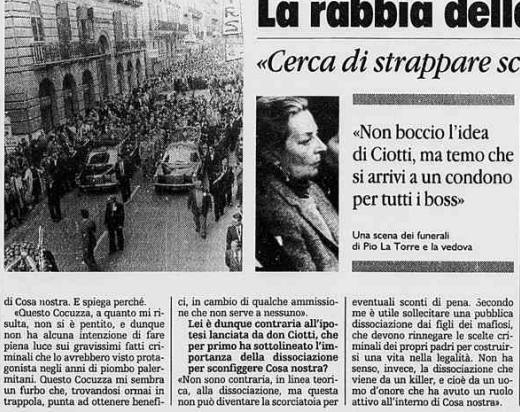 La rabbia delle
«Cerca di strappare sc
«Non boccio l'idea
di Ciotti, ma temo che
si arrivi a un condono
per tutti i boss»
Una scena dei funerali
di Pio La Torre e la vedova
di Cosa nostra. E spiega perché.
«Questo Cocuzza, a quanto mi ri-
sulta, non si è pentito, e dunque
non ha alcuna intenzione di fare
piena luce sui gravissimi fatti cri-
minali che lo avrebbero visto prota-
gonista negli anni di piombo paler-
mitani. Questo Cocuzza mi sembra
un furbo che, trovandosi ormai in
trappola, punta ad ottenere benefi-
ci, in cambio di qualche ammissio-
ne che non serve a nessuno».
Lei è dunque contraria all'ipo-
tesi lanciata da don Ciotti, che
per primo ha sottolineato l'im-
portanza della dissociazione
per sconfiggere Cosa nostra?
«Non sono contraria, in linea teori-
ca, alla dissociazione, ma questa
non può diventare la scorciatoia per
eventuali sconti di pena. Secondo
me è utile sollecitare una pubblica
dissociazione dai figli dei mafiosi,
che devono rinnegare le scelte cri-
minali dei propri padri per costruir-
si una vita nella legalità. Non ha
senso, invece, la dissociazione che
viene da un killer, e cioè da un uo-
mo d'onore che ha avuto un ruolo
attivo all'interno di Cosa nostra».